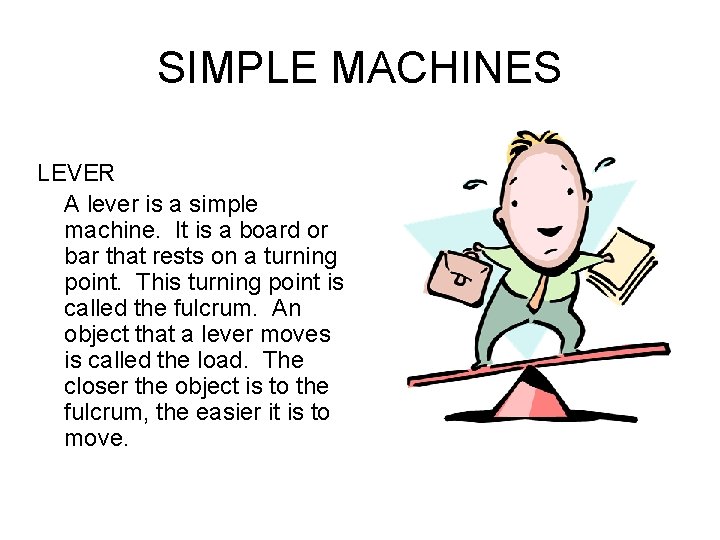 SIMPLE MACHINES
LEVER
A lever is a simple
machine.  It is a board or
bar that rests on a turning
point.  This turning point is
called the fulcrum.  An
object that a lever moves
is called the load.  The
closer the object is to the
fulcrum, the easier it is to
move.